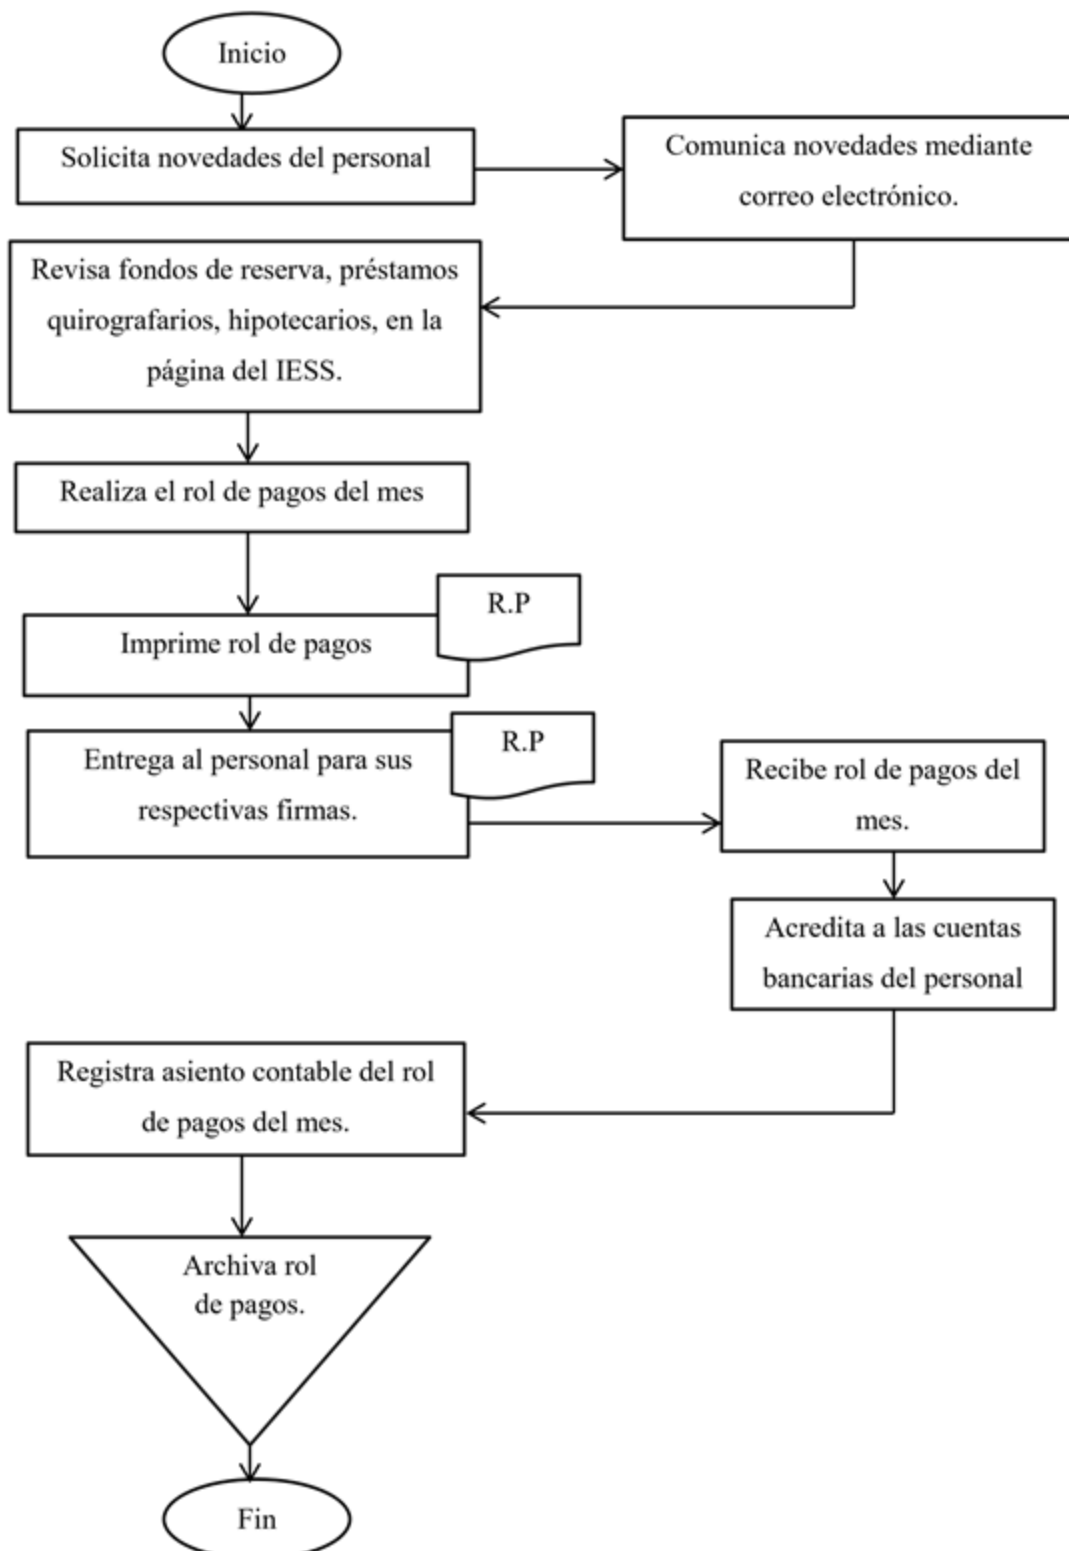 Inicio
Solicita novedades del personal
Comunica novedades mediante
correo electrónico.
Revisa fondos de reserva, préstamos
quirografarios, hipotecarios, en la
página del IESS.
Realiza el rol de pagos del mes
R.P
Imprime rol de pagos
R.P
Entrega al personal para sus
respectivas firmas.
Recibe rol de pagos del
mes.
Acredita a las cuentas
bancarias del personal
Registra asiento contable del rol
de pagos del mes.
Archiva rol
de pagos.
Fin